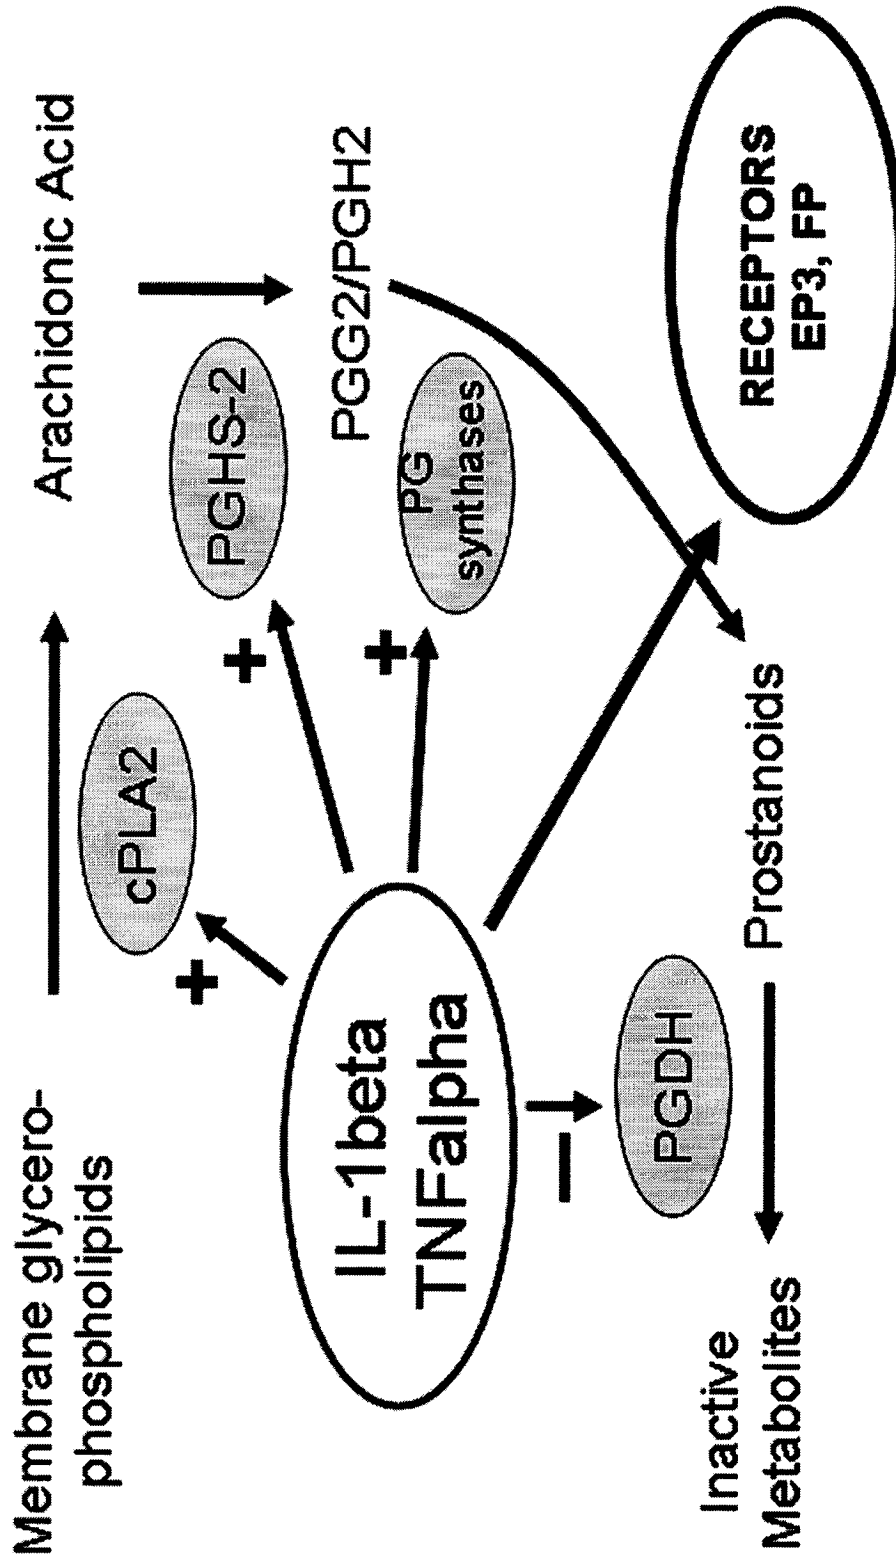 Membrane glycero-
phospholipids
Arachidonic Acid
cPLA2
+
PGHS-2
+
PGG2/PGH2
IL-1beta
TNFalpha
+
PG
synthases
–
PGDH
RECEPTORS
EP3, FP
Inactive
Metabolites
Prostanoids